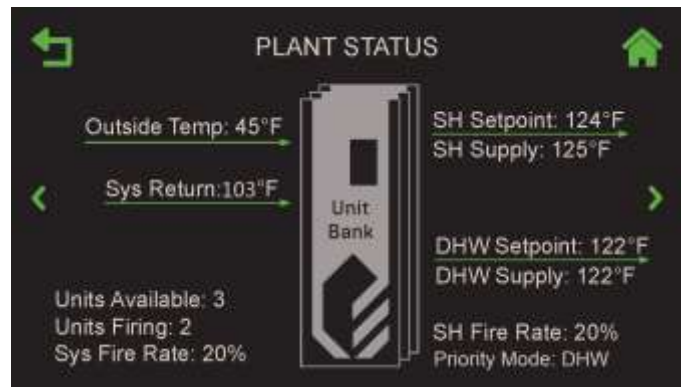 PLANT STATUS
Outside Temp: 45°F
Sys Return:103°F
Unit
Bank
SH Setpoint: 124°F
SH Supply: 125°F
DHW Setpoint: 122°F
DHW Supply: 122°F
Units Available: 3
Units Firing: 2
Sys Fire Rate: 20%
SH Fire Rate: 20%
Priority Mode: DHW